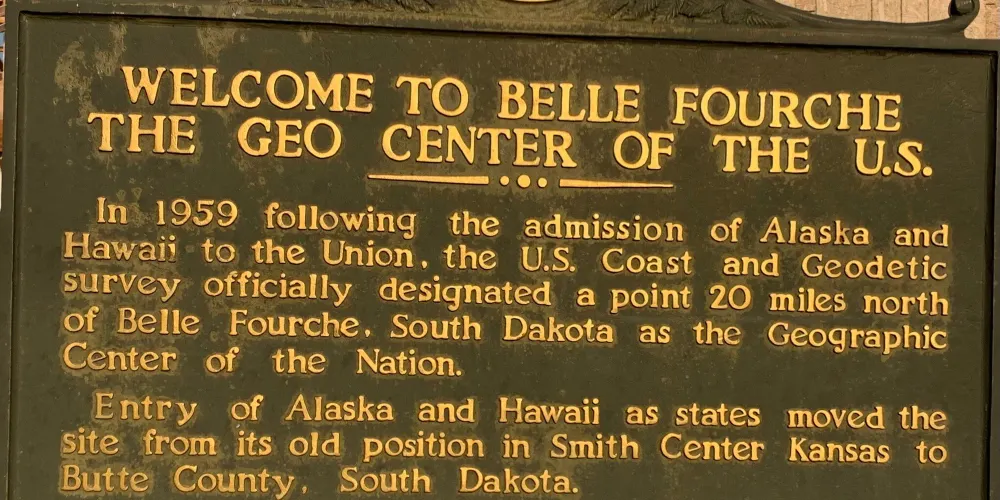 WELCOME TO BELLE FOURCHE
THE GEO CENTER OF THE U.S.
In 1959 following the admission of Alaska and
Hawaii to the Union, the U.S. Coast and Geodetic
survey officially designated a point 20 miles north
of Belle Fourche, South Dakota as the Geographic
Center of the Nation.
Entry of Alaska and Hawaii as states moved the
site from its old position in Smith Center Kansas to
Butte County, South Dakota.